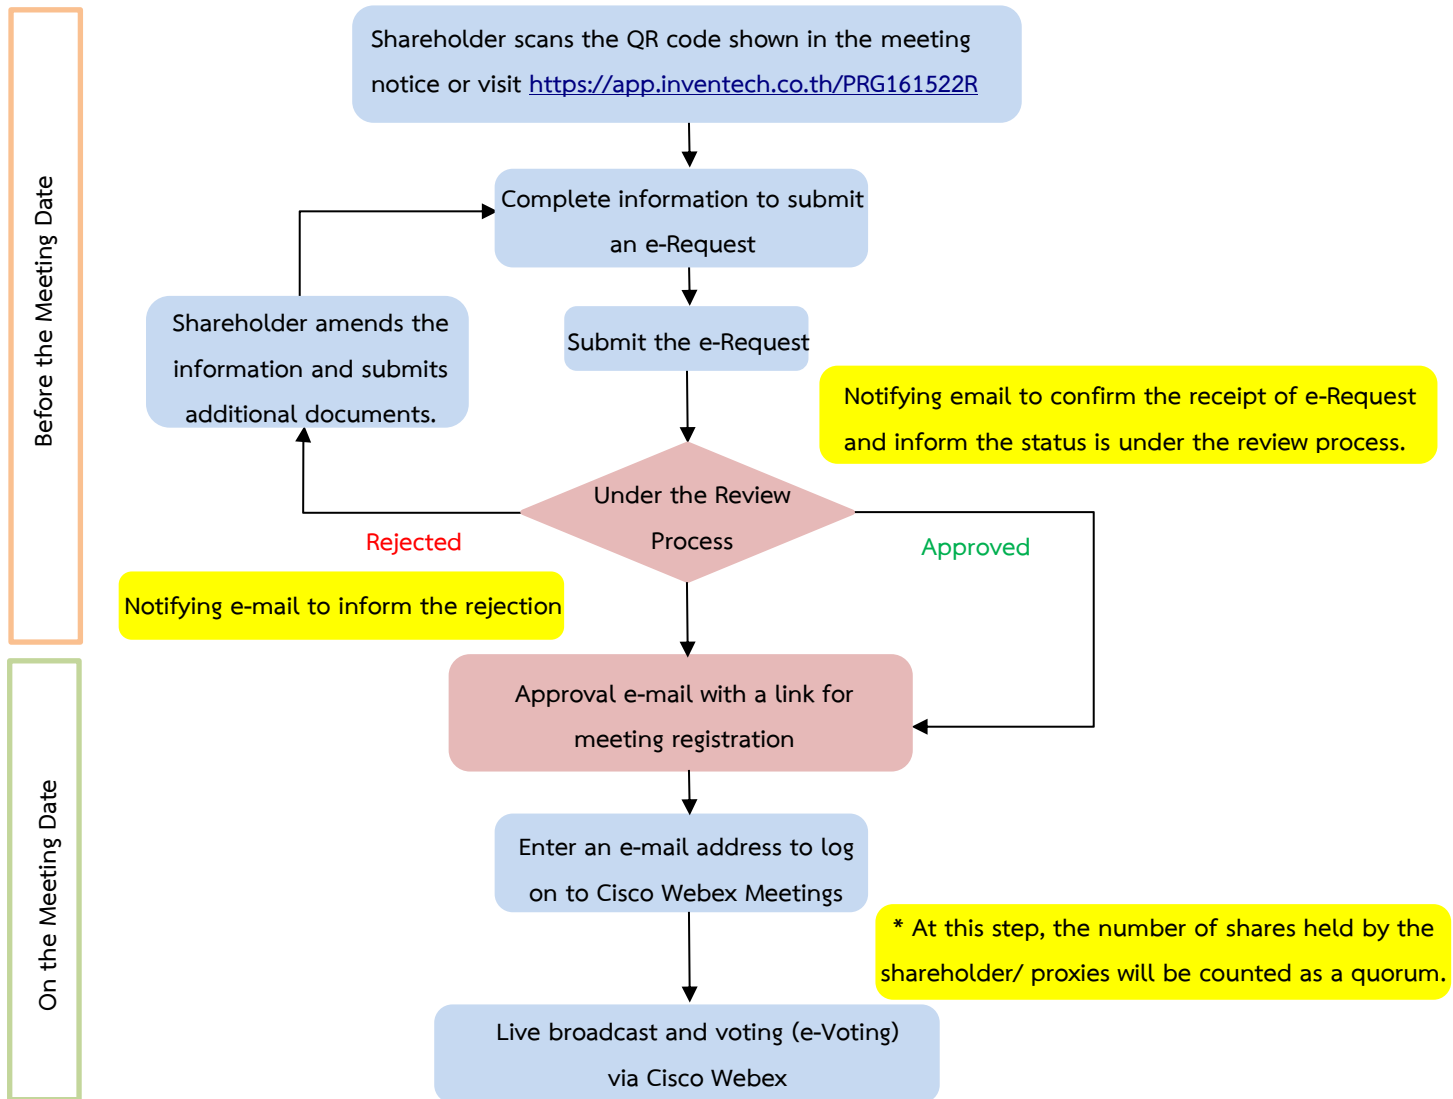 Before the Meeting Date
Shareholder scans the QR code shown in the meeting
notice or visit https://app.inventech.co.th/PRG161522R
Complete information to submit
an e-Request
Shareholder amends the
information and submits
additional documents.
Submit the e-Request
Notifying email to confirm the receipt of e-Request
and inform the status is under the review process.
Under the Review
Process
Rejected
Approved
Notifying e-mail to inform the rejection
On the Meeting Date
Approval e-mail with a link for
meeting registration
Enter an e-mail address to log
on to Cisco Webex Meetings
* At this step, the number of shares held by the
shareholder/ proxies will be counted as a quorum.
Live broadcast and voting (e-Voting)
via Cisco Webex